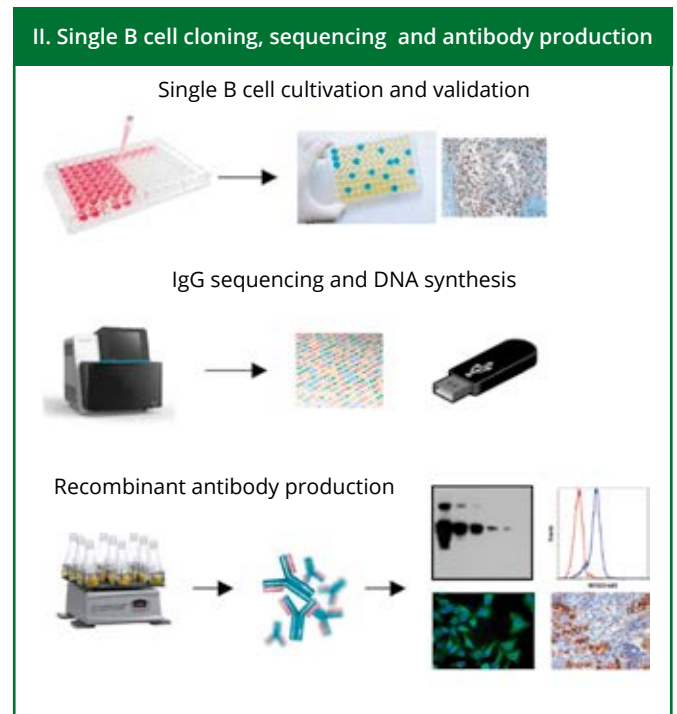 II. Single B cell cloning, sequencing and antibody production
Single B cell cultivation and validation
IgG sequencing and DNA synthesis
Recombinant antibody production